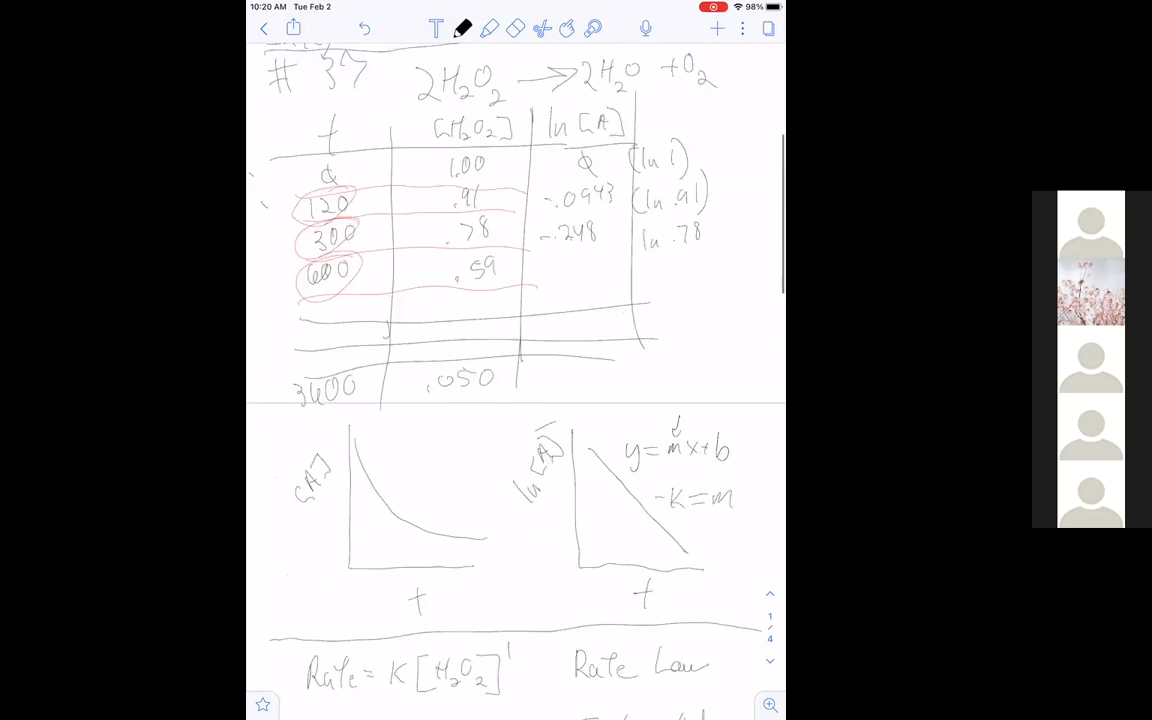 10:20 AM Tue Feb 2
98%
T
# 37 2H₂O₂ → 2H₂O + O₂
t [H₂O₂] ln [A]
0 1.00 0 (ln 1)
120 .91 -.0943 (ln .91)
300 .78 -.248 ln .78
600 .59
3600 .050
[A] t
ln [A] t
y = mx + b
-K = m
1
/
4
Rate = K [H₂O₂]¹ Rate Law